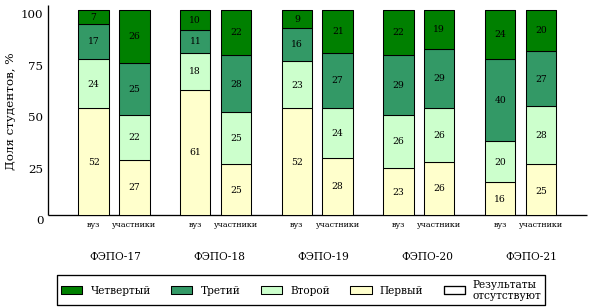 Доля студентов, %
100
75
50
25
0
7 26 10 22 9 21 22 19 24 20
17 25 11 28 16 27 29 29 40 27
24 22 18 25 23 24 26 26 20 28
52 27 61 25 52 28 23 26 16 25
вуз участники вуз участники вуз участники вуз участники вуз участники
ФЭПО-17 ФЭПО-18 ФЭПО-19 ФЭПО-20 ФЭПО-21
Четвертый Третий Второй Первый Результаты
отсутствуют